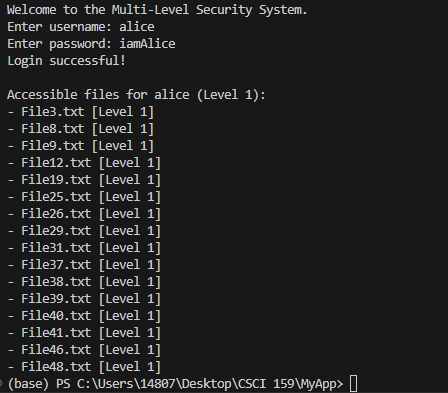 Welcome to the Multi-Level Security System.
Enter username: alice
Enter password: iamAlice
Login successful!
Accessible files for alice (Level 1):
- File3.txt [Level 1]
- File8.txt [Level 1]
- File9.txt [Level 1]
- File12.txt [Level 1]
- File19.txt [Level 1]
- File25.txt [Level 1]
- File26.txt [Level 1]
- File29.txt [Level 1]
- File31.txt [Level 1]
- File37.txt [Level 1]
- File38.txt [Level 1]
- File39.txt [Level 1]
- File40.txt [Level 1]
- File41.txt [Level 1]
- File46.txt [Level 1]
- File48.txt [Level 1]
(base) PS C:\Users\14807\Desktop\CSCI 159\MyApp>